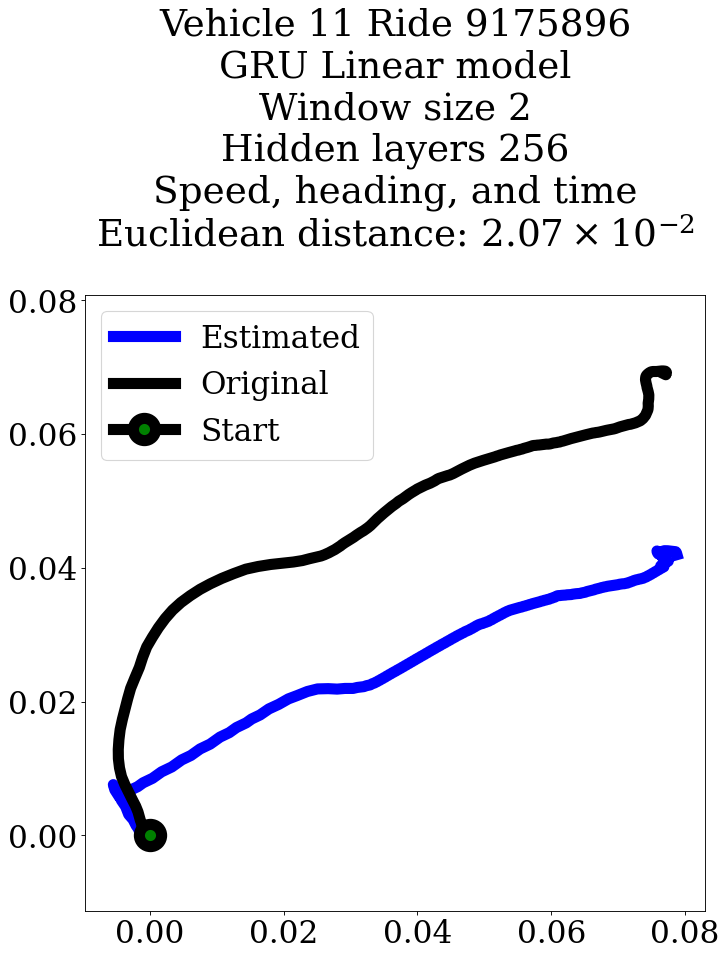 Vehicle 11 Ride 9175896
GRU Linear model
Window size 2
Hidden layers 256
Speed, heading, and time
Euclidean distance: 2.07 × 10⁻²
0.08
0.06
0.04
0.02
0.00
Estimated
Original
Start
0.00 0.02 0.04 0.06 0.08